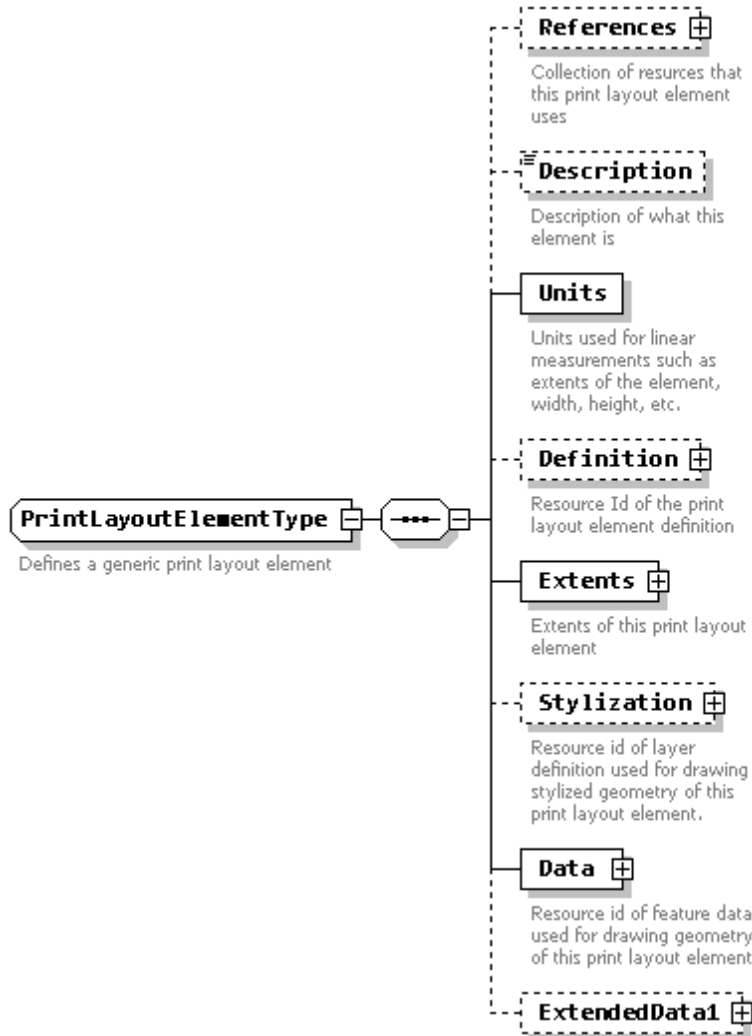 References
Collection of resurces that
this print layout element
uses
Description
Description of what this
element is
Units
Units used for linear
measurements such as
extents of the element,
width, height, etc.
Definition
Resource Id of the print
layout element definition
PrintLayoutElementType
Defines a generic print layout element
Extents
Extents of this print layout
element
Stylization
Resource id of layer
definition used for drawing
stylized geometry of this
print layout element.
Data
Resource id of feature data
used for drawing geometry
of this print layout element
ExtendedData1